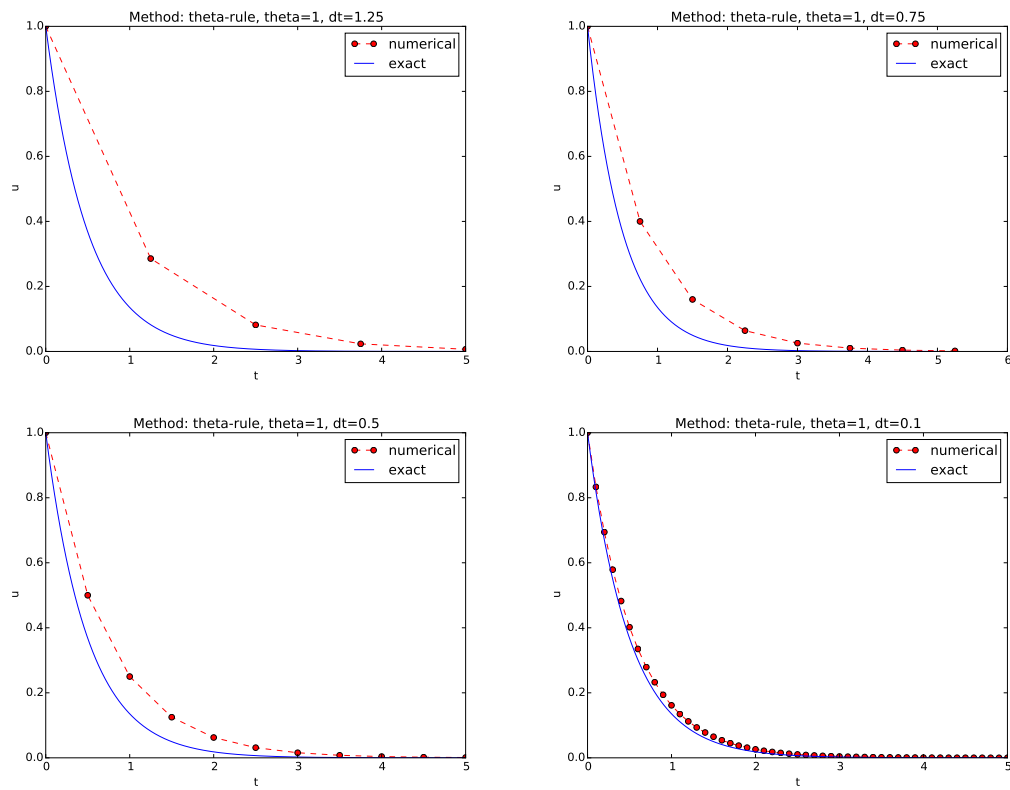 Method: theta-rule, theta=1, dt=1.25
1.0
0.8
0.6
0.4
0.2
0.0
u
numerical
exact
0 1 2 3 4 5
t
Method: theta-rule, theta=1, dt=0.75
1.0
0.8
0.6
0.4
0.2
0.0
u
numerical
exact
0 1 2 3 4 5 6
t
Method: theta-rule, theta=1, dt=0.5
1.0
0.8
0.6
0.4
0.2
0.0
u
numerical
exact
0 1 2 3 4 5
t
Method: theta-rule, theta=1, dt=0.1
1.0
0.8
0.6
0.4
0.2
0.0
u
numerical
exact
0 1 2 3 4 5
t